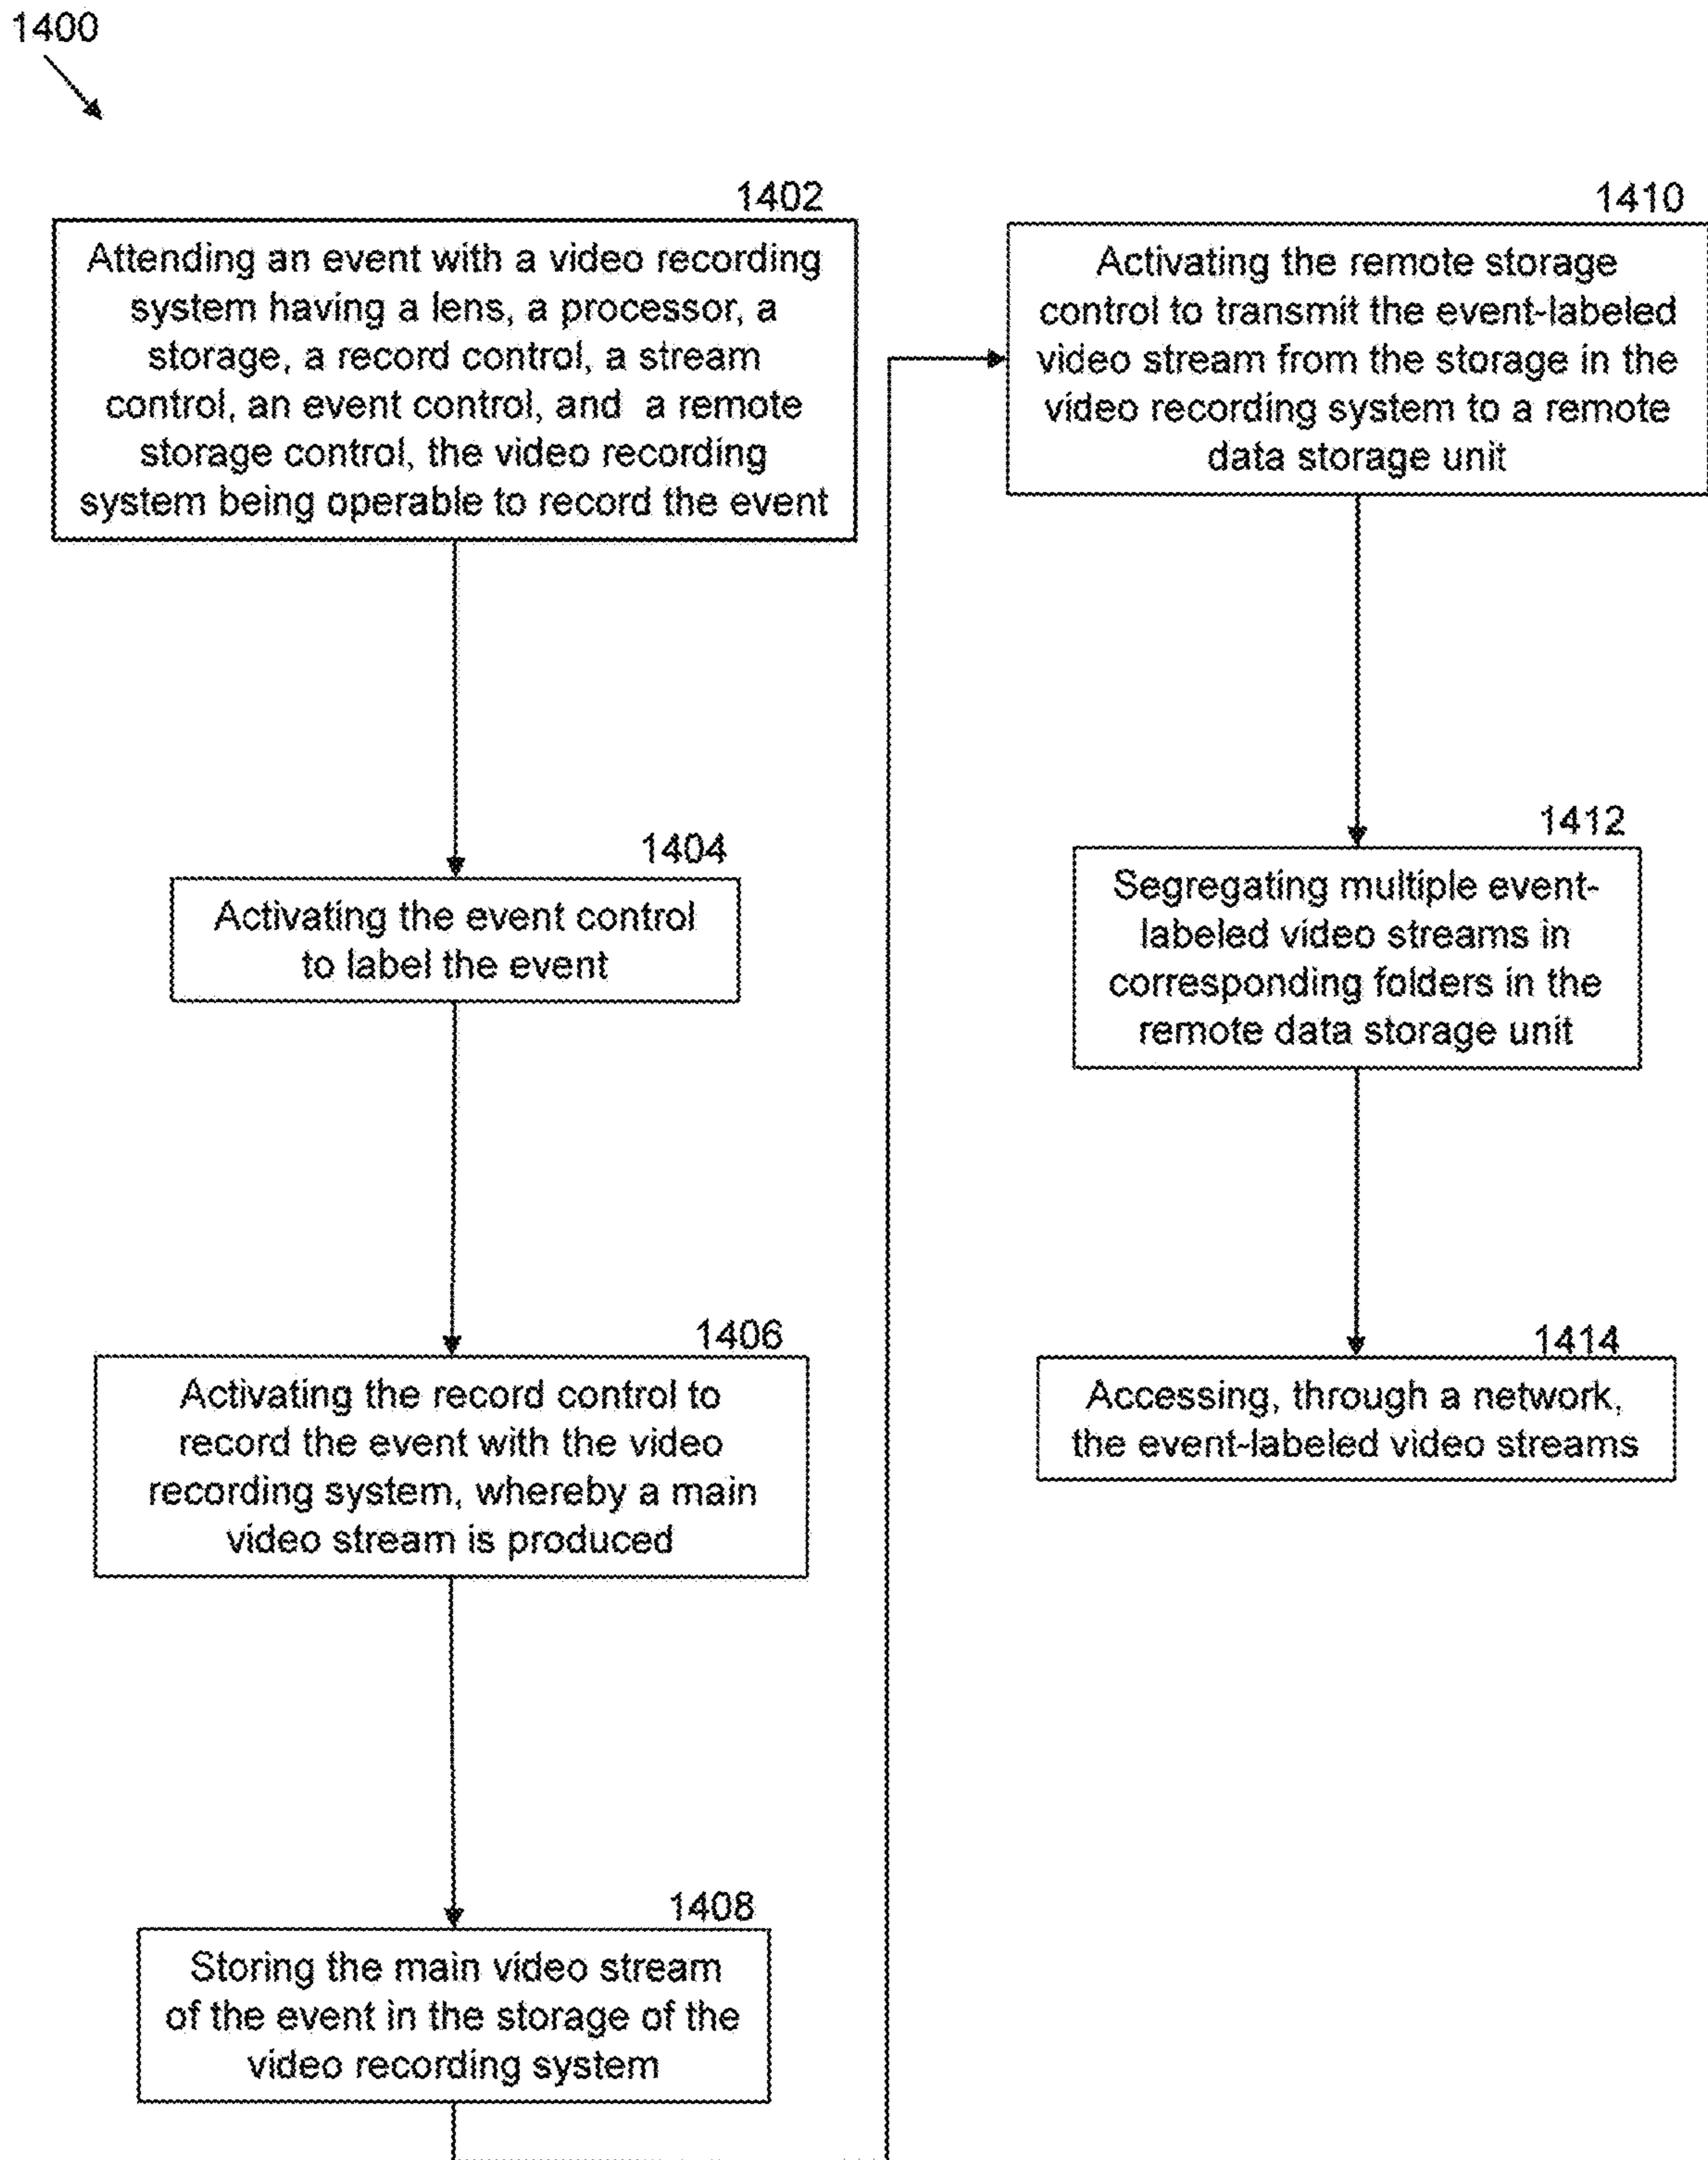 1400
1402
Attending an event with a video recording
system having a lens, a processor, a
storage, a record control, a stream
control, an event control, and a remote
storage control, the video recording
system being operable to record the event
1404
Activating the event control
to label the event
1406
Activating the record control to
record the event with the video
recording system, whereby a main
video stream is produced
1408
Storing the main video stream
of the event in the storage of the
video recording system
1410
Activating the remote storage
control to transmit the event-labeled
video stream from the storage in the
video recording system to a remote
data storage unit
1412
Segregating multiple event-
labeled video streams in
corresponding folders in the
remote data storage unit
1414
Accessing, through a network,
the event-labeled video streams